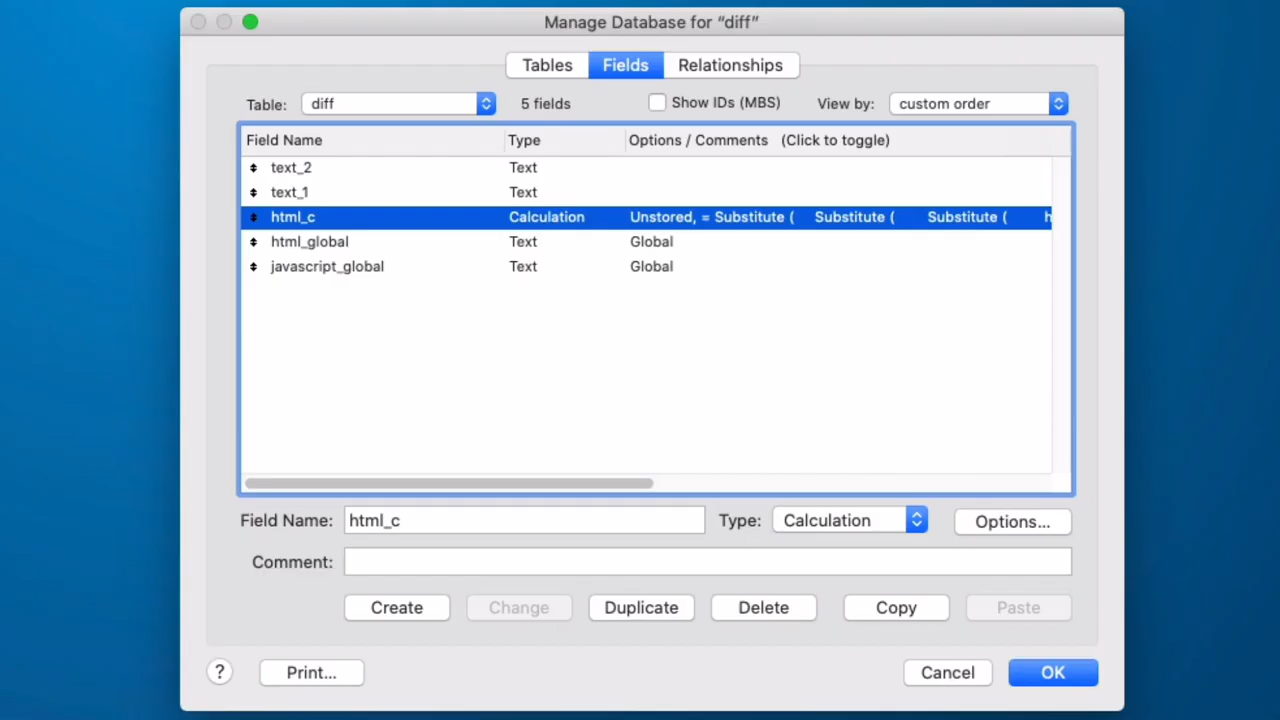 Manage Database for “diff”
Tables Fields Relationships
Table: diff 5 fields Show IDs (MBS) View by: custom order
Field Name Type Options / Comments (Click to toggle)
text_2 Text
text_1 Text
html_c Calculation Unstored, = Substitute ( Substitute ( Substitute ( h
html_global Text Global
javascript_global Text Global
Field Name: html_c Type: Calculation Options...
Comment:
Create Change Duplicate Delete Copy Paste
? Print... Cancel OK